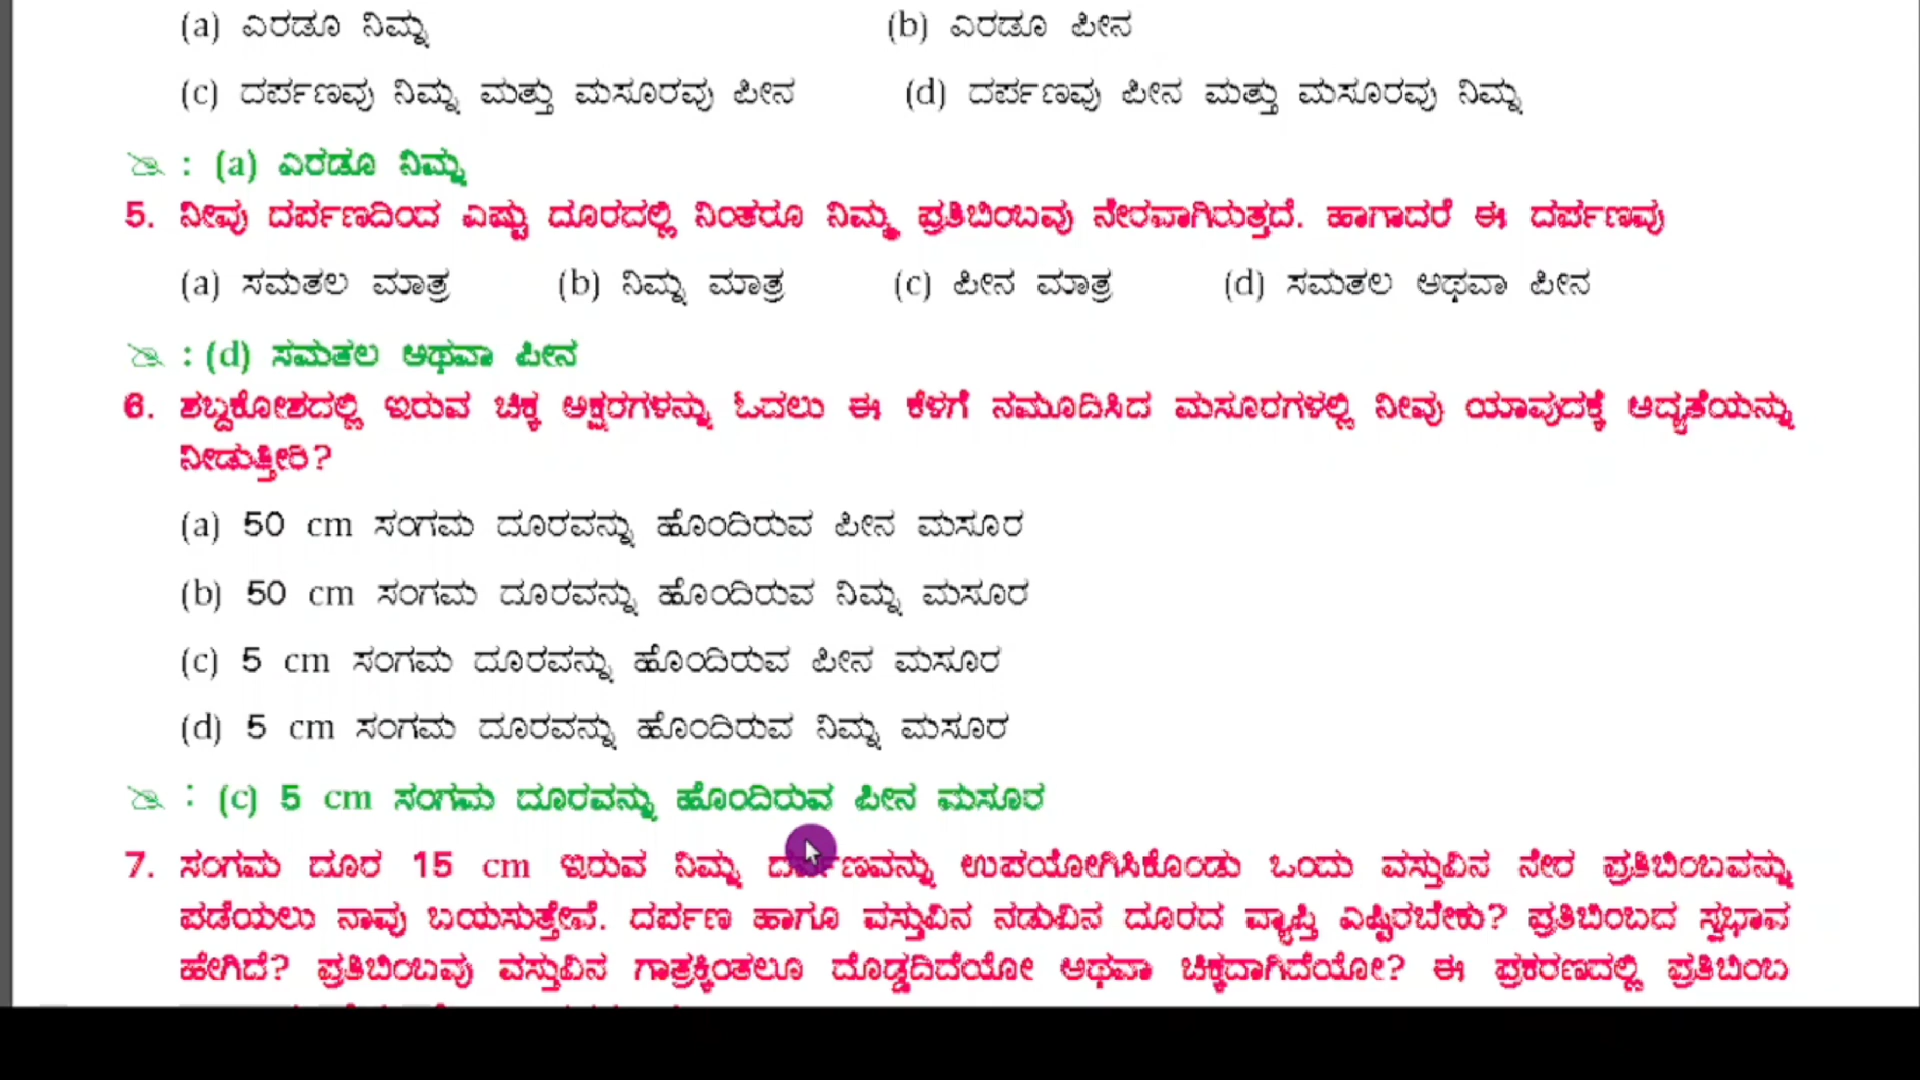 (a) ಎರಡೂ ನಿಮ್ನ (b) ಎರಡೂ ಪೀನ
(c) ದರ್ಪಣವು ನಿಮ್ನ ಮತ್ತು ಮಸೂರವು ಪೀನ (d) ದರ್ಪಣವು ಪೀನ ಮತ್ತು ಮಸೂರವು ನಿಮ್ನ
: (a) ಎರಡೂ ನಿಮ್ನ
5. ನೀವು ದರ್ಪಣದಿಂದ ಎಷ್ಟು ದೂರದಲ್ಲಿ ನಿಂತರೂ ನಿಮ್ಮ ಪ್ರತಿಬಿಂಬವು ನೇರವಾಗಿರುತ್ತದೆ. ಹಾಗಾದರೆ ಈ ದರ್ಪಣವು
(a) ಸಮತಲ ಮಾತ್ರ (b) ನಿಮ್ನ ಮಾತ್ರ (c) ಪೀನ ಮಾತ್ರ (d) ಸಮತಲ ಅಥವಾ ಪೀನ
: (d) ಸಮತಲ ಅಥವಾ ಪೀನ
6. ಶಬ್ದಕೋಶದಲ್ಲಿ ಇರುವ ಚಿಕ್ಕ ಅಕ್ಷರಗಳನ್ನು ಓದಲು ಈ ಕೆಳಗೆ ನಮೂದಿಸಿದ ಮಸೂರಗಳಲ್ಲಿ ನೀವು ಯಾವುದಕ್ಕೆ ಆದ್ಯತೆಯನ್ನು
ನೀಡುತ್ತೀರಿ?
(a) 50 cm ಸಂಗಮ ದೂರವನ್ನು ಹೊಂದಿರುವ ಪೀನ ಮಸೂರ
(b) 50 cm ಸಂಗಮ ದೂರವನ್ನು ಹೊಂದಿರುವ ನಿಮ್ನ ಮಸೂರ
(c) 5 cm ಸಂಗಮ ದೂರವನ್ನು ಹೊಂದಿರುವ ಪೀನ ಮಸೂರ
(d) 5 cm ಸಂಗಮ ದೂರವನ್ನು ಹೊಂದಿರುವ ನಿಮ್ನ ಮಸೂರ
: (c) 5 cm ಸಂಗಮ ದೂರವನ್ನು ಹೊಂದಿರುವ ಪೀನ ಮಸೂರ
7. ಸಂಗಮ ದೂರ 15 cm ಇರುವ ನಿಮ್ನ ದರ್ಪಣವನ್ನು ಉಪಯೋಗಿಸಿಕೊಂಡು ಒಂದು ವಸ್ತುವಿನ ನೇರ ಪ್ರತಿಬಿಂಬವನ್ನು
ಪಡೆಯಲು ನಾವು ಬಯಸುತ್ತೇವೆ. ದರ್ಪಣ ಹಾಗೂ ವಸ್ತುವಿನ ನಡುವಿನ ದೂರದ ವ್ಯಾಪ್ತಿ ಎಷ್ಟಿರಬೇಕು? ಪ್ರತಿಬಿಂಬದ ಸ್ವಭಾವ
ಹೇಗಿದೆ? ಪ್ರತಿಬಿಂಬವು ವಸ್ತುವಿನ ಗಾತ್ರಕ್ಕಿಂತಲೂ ದೊಡ್ಡದಿದೆಯೋ ಅಥವಾ ಚಿಕ್ಕದಾಗಿದೆಯೋ? ಈ ಪ್ರಕರಣದಲ್ಲಿ ಪ್ರತಿಬಿಂಬ